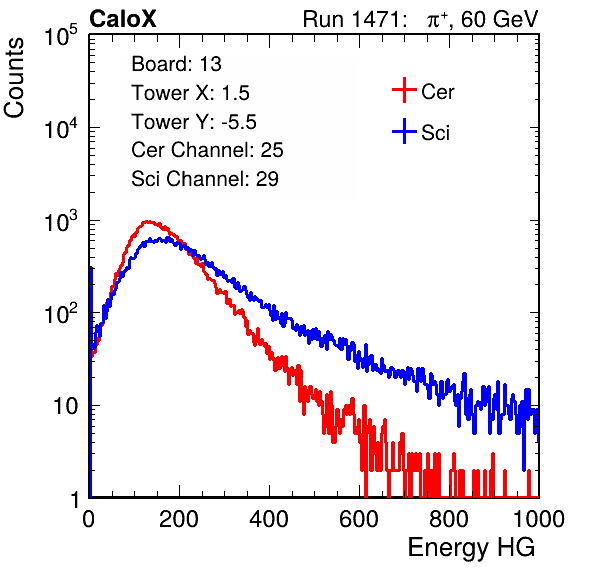 CaloX Run 1471: π⁺, 60 GeV
Counts
10⁵
10⁴
10³
10²
10
1
Board: 13
Tower X: 1.5
Tower Y: -5.5
Cer Channel: 25
Sci Channel: 29
Cer
Sci
0 200 400 600 800 1000
Energy HG